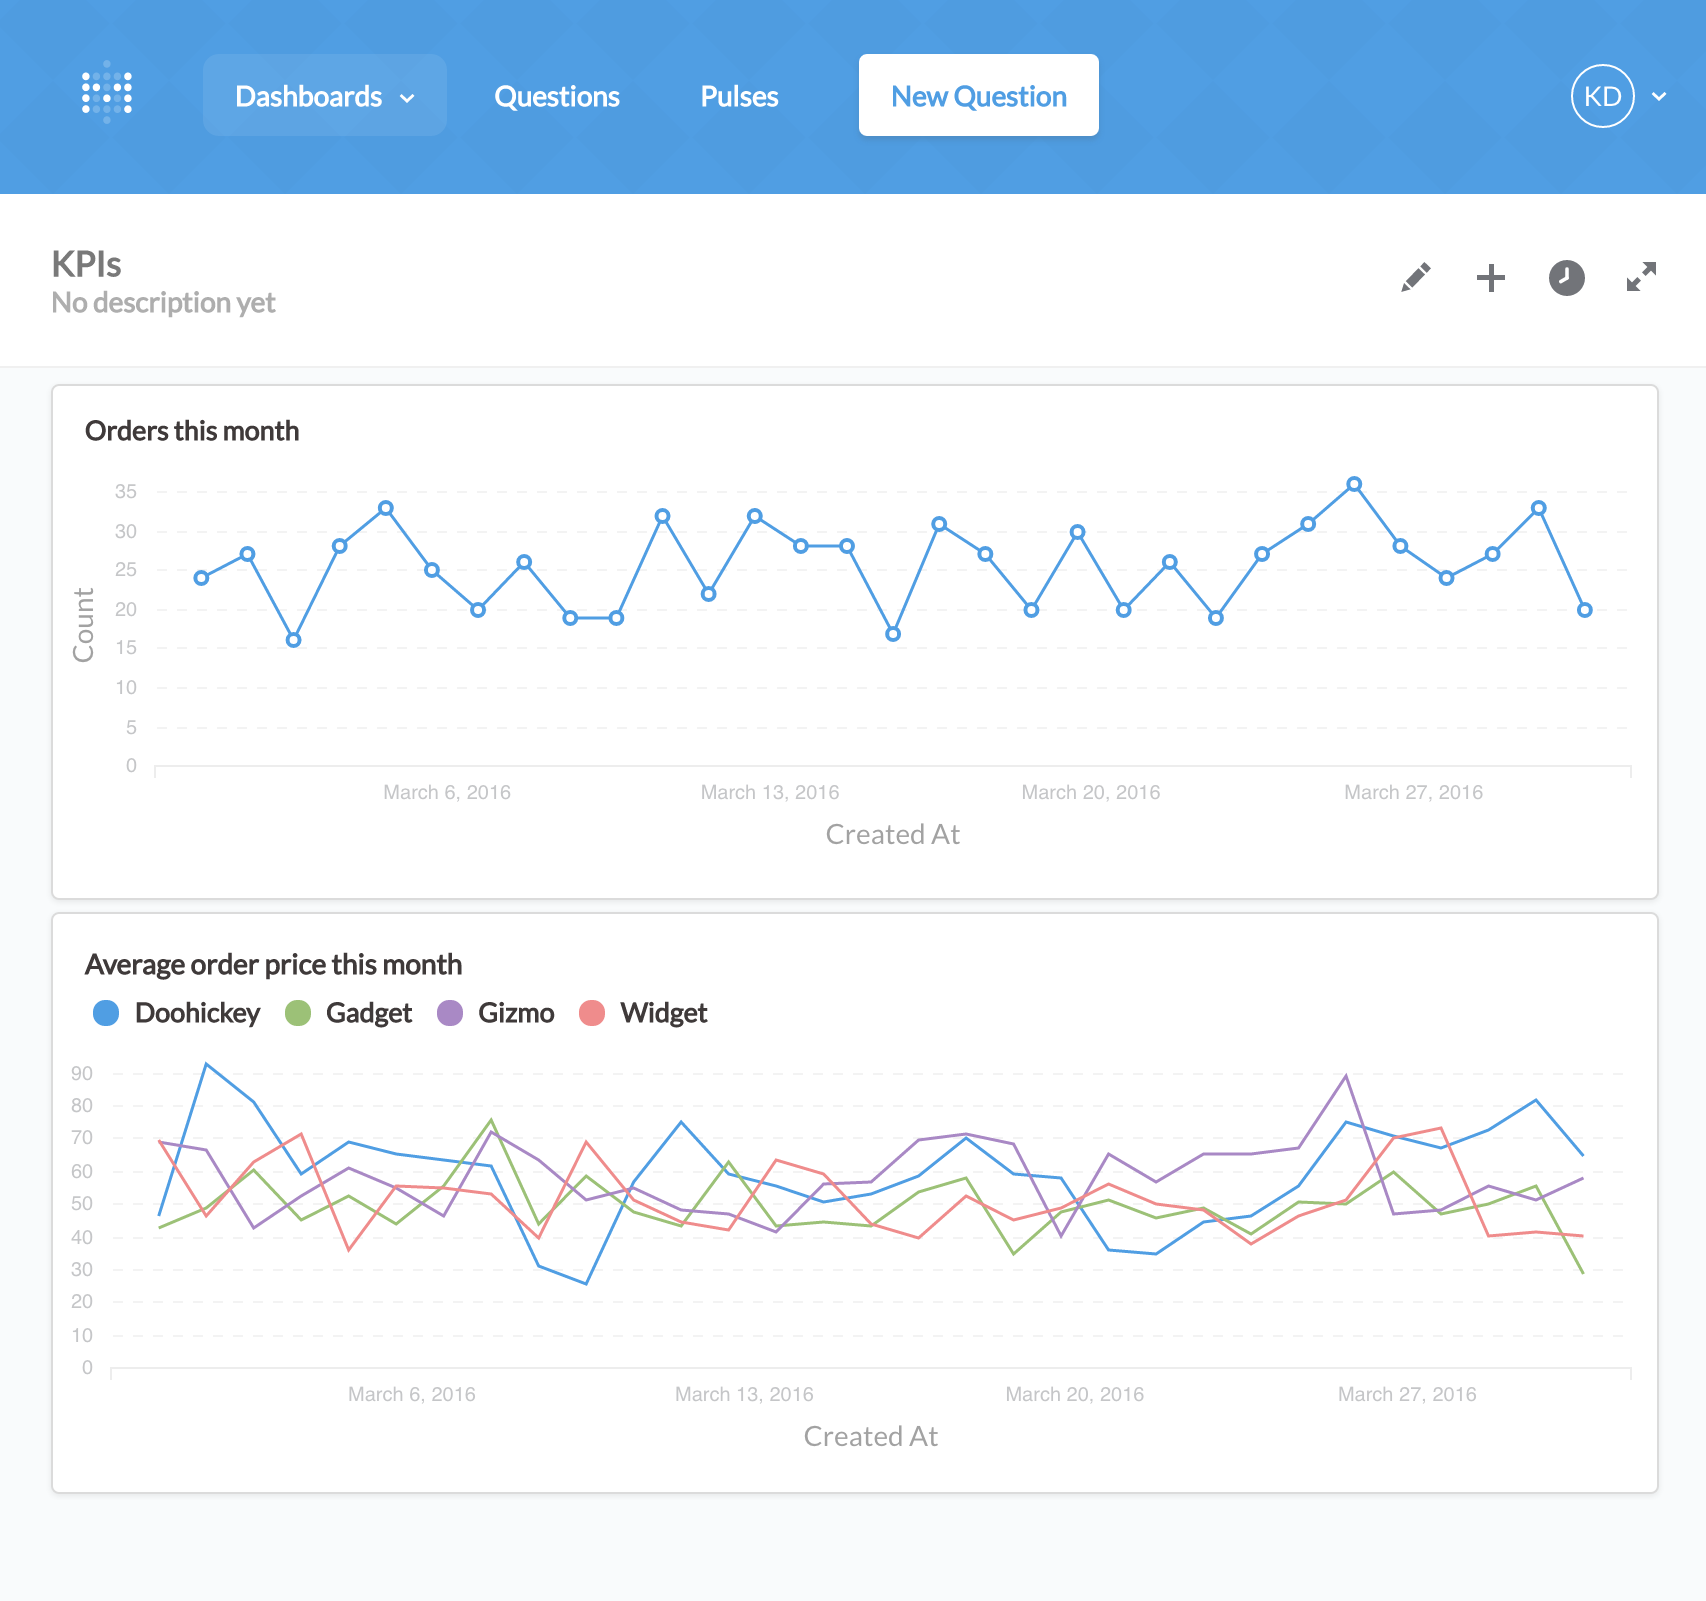 Dashboards Questions Pulses New Question KD
KPIs
No description yet
Orders this month
35
30
25
20
15
10
5
0
Count
March 6, 2016 March 13, 2016 March 20, 2016 March 27, 2016
Created At
Average order price this month
Doohickey Gadget Gizmo Widget
90
80
70
60
50
40
30
20
10
0
March 6, 2016 March 13, 2016 March 20, 2016 March 27, 2016
Created At